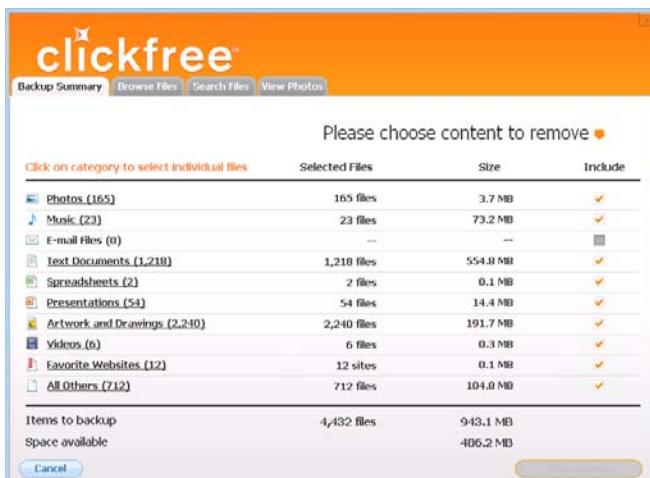 clickfree
Backup Summary Browse Files Search Files View Photos
Please choose content to remove
Click on category to select individual files Selected Files Size Include
Photos (165) 165 files 3.7 MB
Music (23) 23 files 73.2 MB
E-mail Files (0) -- --
Text Documents (1,218) 1,218 files 554.8 MB
Spreadsheets (2) 2 files 0.1 MB
Presentations (54) 54 files 14.4 MB
Artwork and Drawings (2,240) 2,240 files 191.7 MB
Videos (6) 6 files 0.3 MB
Favorite Websites (12) 12 sites 0.1 MB
All Others (712) 712 files 104.8 MB
Items to backup 4,432 files 943.1 MB
Space available 486.2 MB
Cancel